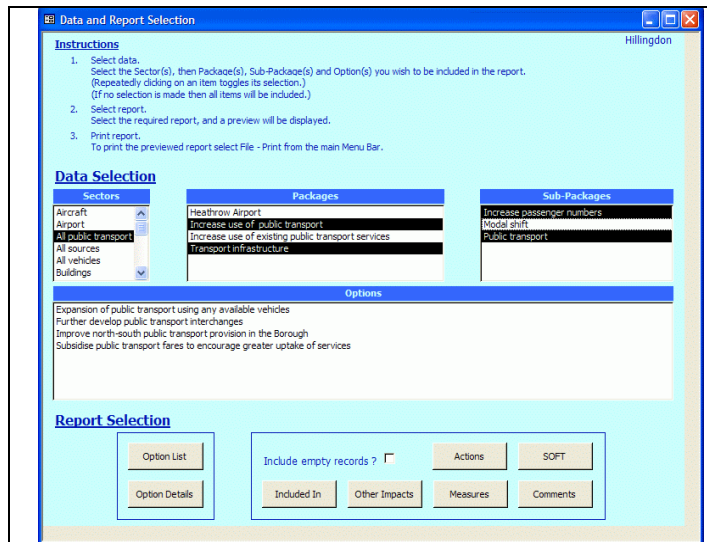 Data and Report Selection
Hillingdon
Instructions
1. Select data.
Select the Sector(s), then Package(s), Sub-Package(s) and Option(s) you wish to be included in the report.
(Repeatedly clicking on an item toggles its selection.)
(If no selection is made then all items will be included.)
2. Select report.
Select the required report, and a preview will be displayed.
3. Print report.
To print the previewed report select File - Print from the main Menu Bar.
Data Selection
Sectors
Aircraft
Airport
All public transport
All sources
All vehicles
Buildings
Packages
Heathrow Airport
Increase use of public transport
Increase use of existing public transport services
Transport infrastructure
Sub-Packages
Increase passenger numbers
Modal shift
Public transport
Options
Expansion of public transport using any available vehicles
Further develop public transport interchanges
Improve north-south public transport provision in the Borough
Subsidise public transport fares to encourage greater uptake of services
Report Selection
Option List
Option Details
Include empty records ?
Actions
SOFT
Included In
Other Impacts
Measures
Comments